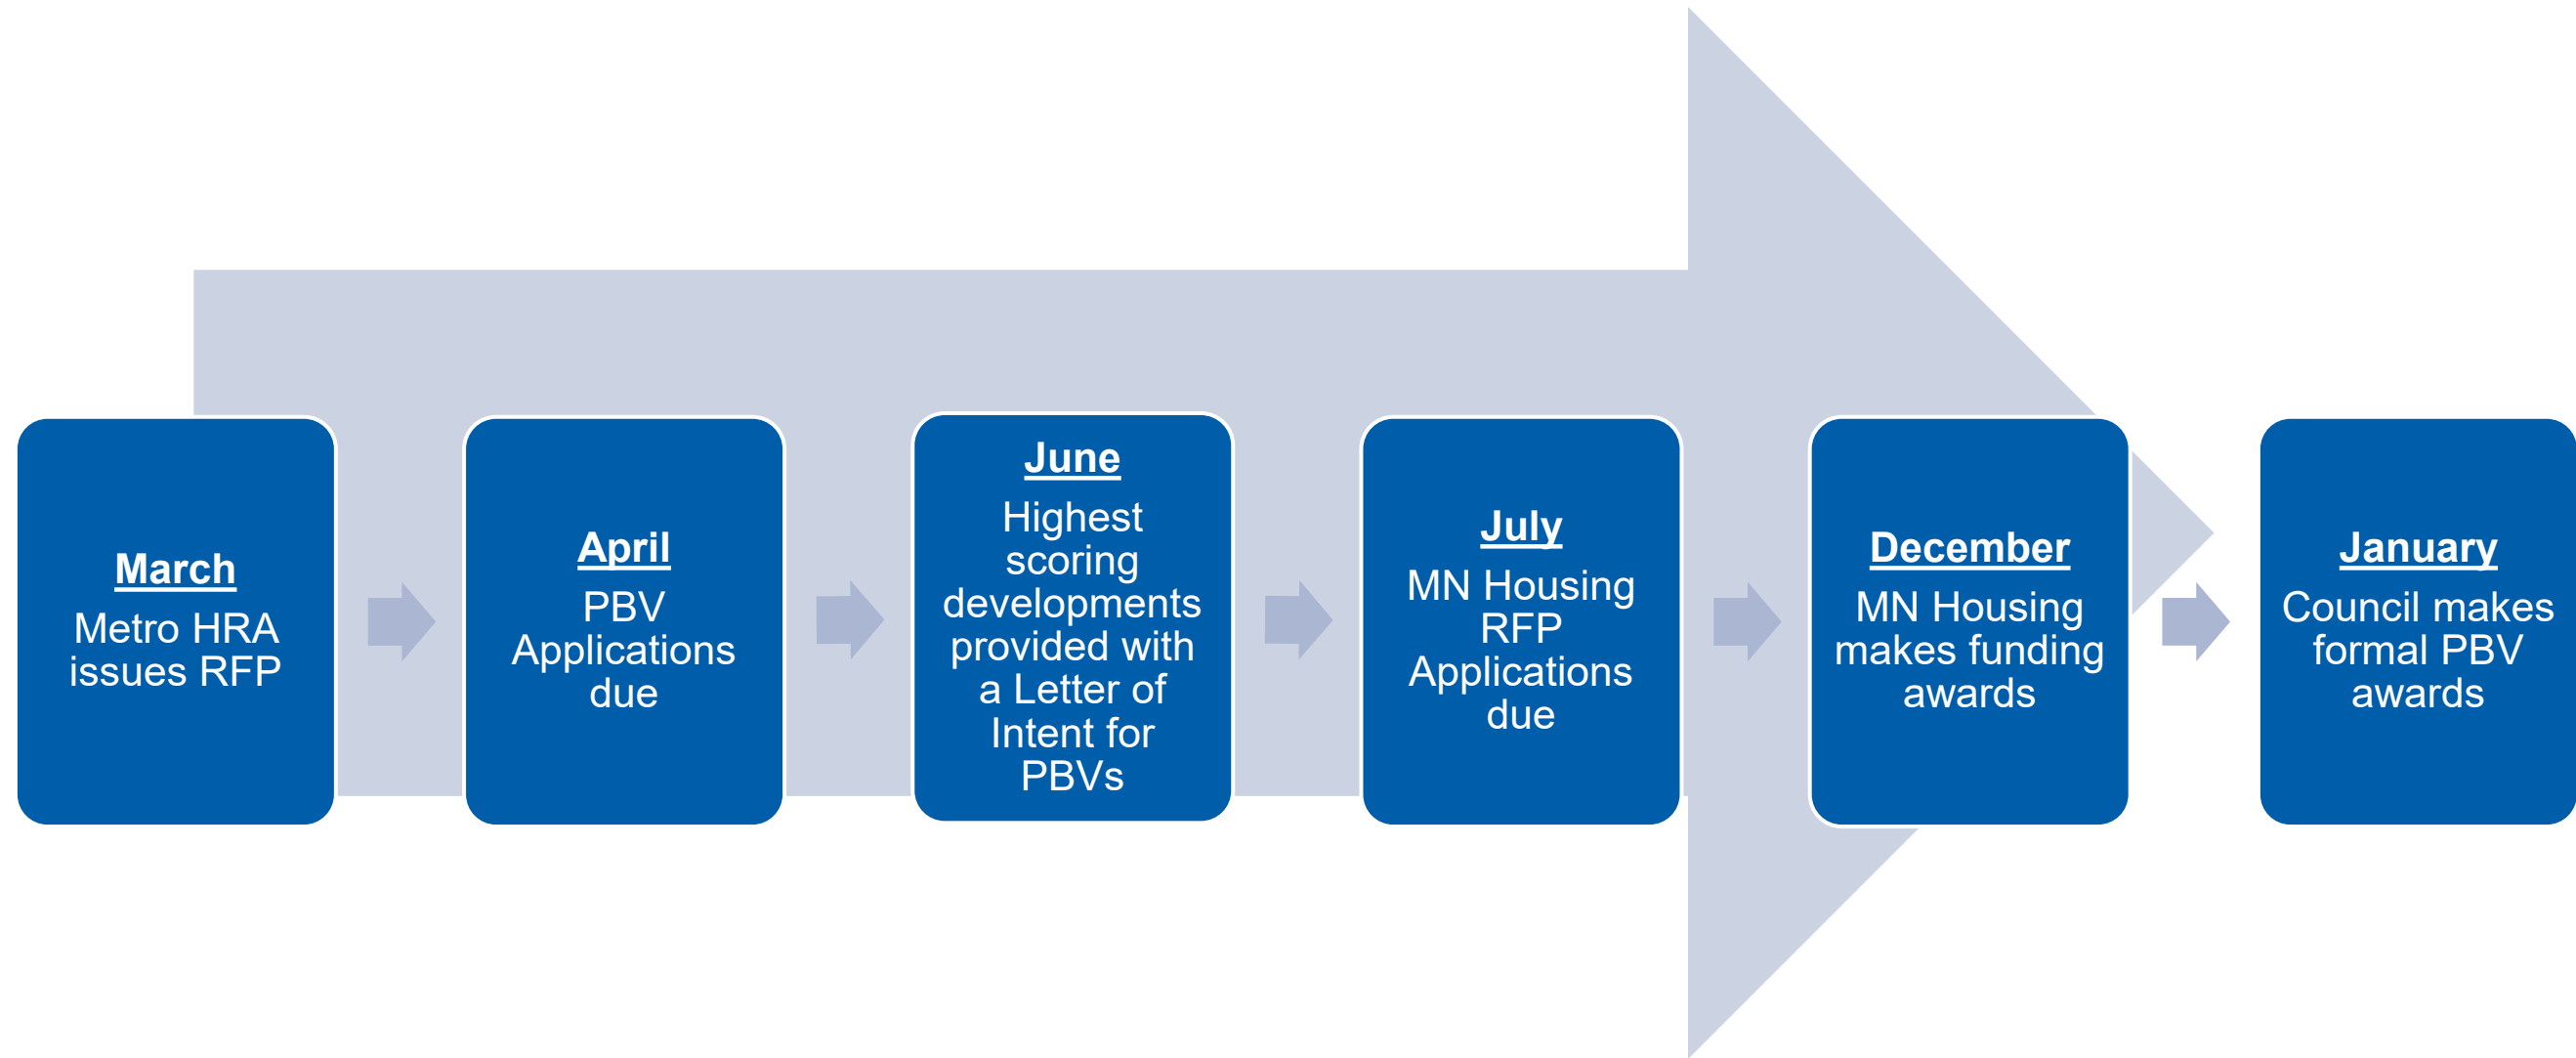 March
Metro HRA
issues RFP
April
PBV
Applications
due
June
Highest
scoring
developments
provided with
a Letter of
Intent for
PBVs
July
MN Housing
RFP
Applications
due
December
MN Housing
makes funding
awards
January
Council makes
formal PBV
awards